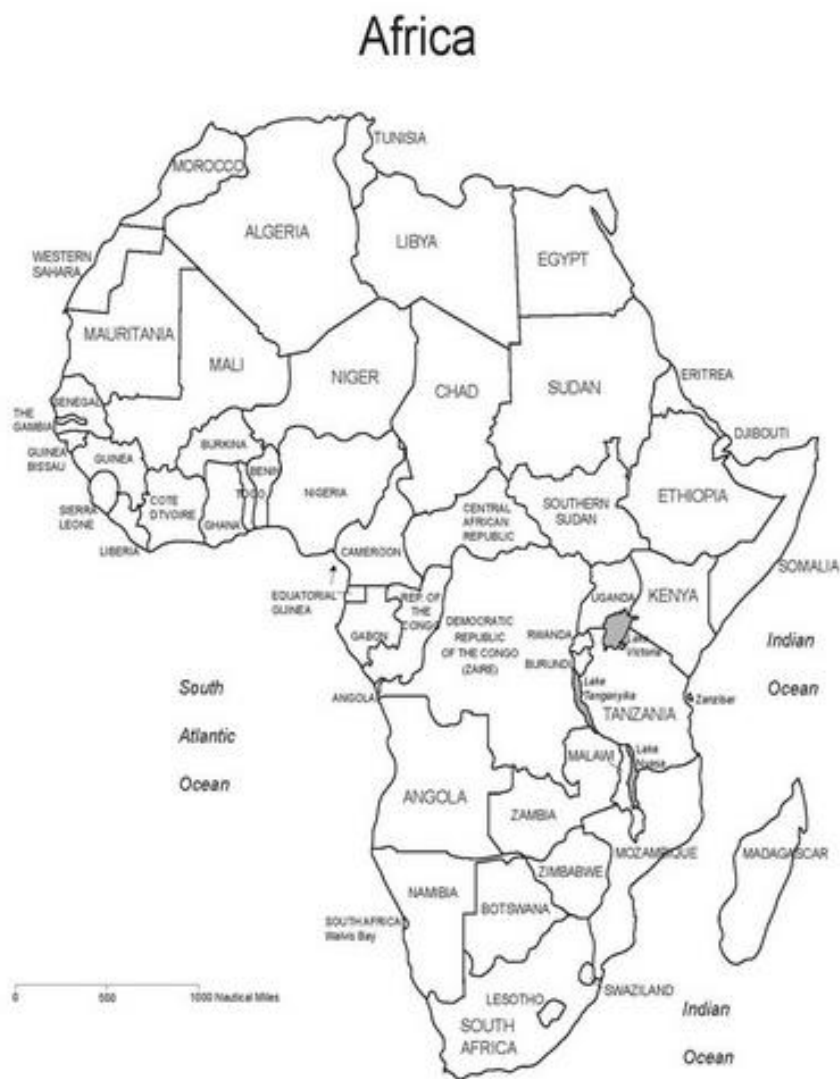 Africa
TUNISIA
MOROCCO
ALGERIA
LIBYA
EGYPT
WESTERN
SAHARA
MAURITANIA
MALI
NIGER
CHAD
SUDAN
ERITREA
SENEGAL
THE
GAMBIA
DJIBOUTI
GUINEA
BISSAU
GUINEA
BURKINA
BENIN
TOGO
NIGERIA
ETHIOPIA
SIERRA
LEONE
COTE
D'TVOIRE
GHANA
CENTRAL
AFRICAN
REPUBLIC
SOUTHERN
SUDAN
LIBERIA
CAMEROON
SOMALIA
EQUATORIAL
GUINEA
REP. OF
THE
CONGO
GABON
UGANDA
KENYA
DEMOCRATIC
REPUBLIC
OF THE CONGO
(ZAIRE)
RWANDA
BURUNDI
Lake
Victoria
Indian
Ocean
South
Atlantic
Ocean
ANGOLA
Lake
Tanganyika
Zanzibar
TANZANIA
MALAWI
Lake
Nyasa
ANGOLA
ZAMBIA
MOZAMBIQUE
MADAGASCAR
ZIMBABWE
NAMIBIA
BOTSWANA
SOUTH AFRICA
Walvis Bay
0 500 1000 Nautical Miles
SWAZILAND
LESOTHO
SOUTH
AFRICA
Indian
Ocean